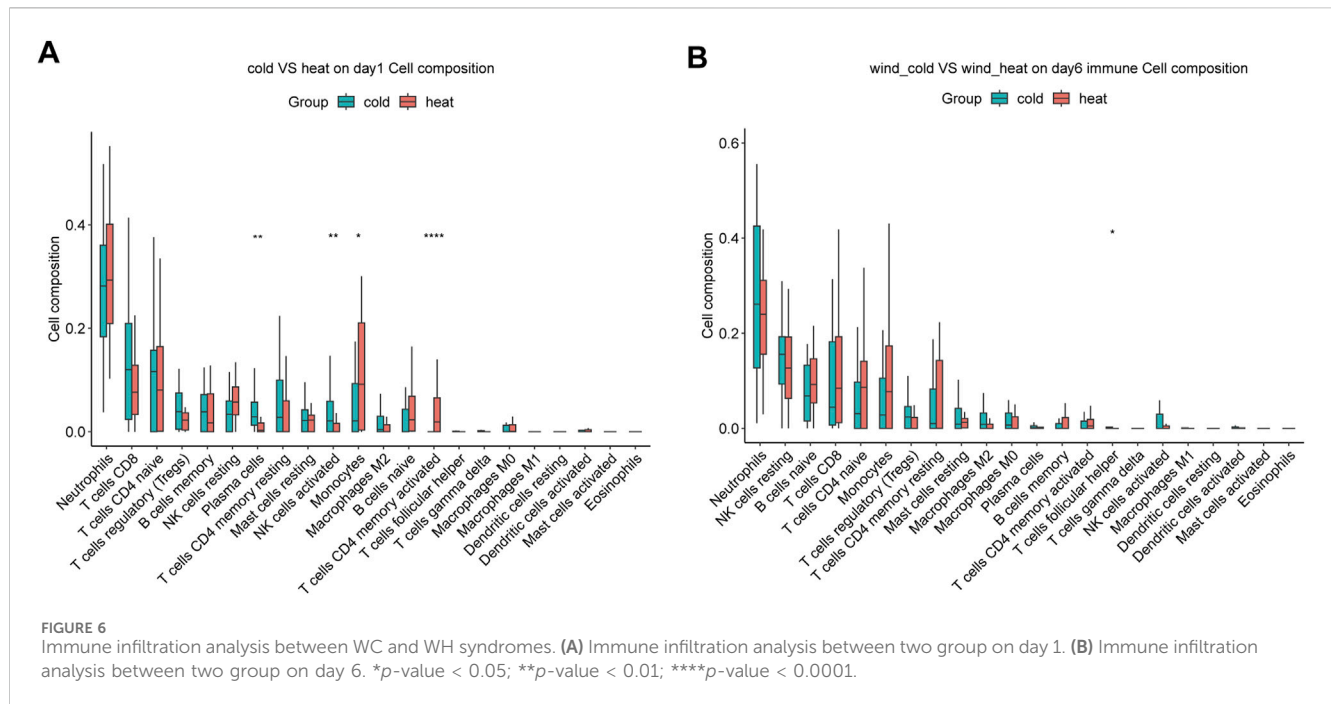 A
cold VS heat on day1 Cell composition
Group cold heat
Cell composition
0.4
0.2
0.0
** ** * ****
Neutrophils
T cells CD8
T cells CD4 naive
T cells regulatory (Tregs)
B cells memory
NK cells resting
Plasma cells
T cells CD4 memory resting
Mast cells resting
NK cells activated
Monocytes
Macrophages M2
B cells naive
T cells CD4 memory activated
T cells follicular helper
T cells gamma delta
Macrophages M0
Macrophages M1
Dendritic cells resting
Dendritic cells activated
Mast cells activated
Eosinophils
B
wind_cold VS wind_heat on day6 immune Cell composition
Group cold heat
Cell composition
0.6
0.4
0.2
0.0
*
Neutrophils
NK cells resting
B cells naive
T cells CD8
T cells CD4 naive
Monocytes
T cells regulatory (Tregs)
T cells CD4 memory resting
Mast cells resting
Macrophages M2
Macrophages M0
Plasma cells
B cells memory
T cells CD4 memory activated
T cells follicular helper
T cells gamma delta
NK cells activated
Macrophages M1
Dendritic cells resting
Dendritic cells activated
Mast cells activated
Eosinophils
FIGURE 6
Immune infiltration analysis between WC and WH syndromes. (A) Immune infiltration analysis between two group on day 1. (B) Immune infiltration
analysis between two group on day 6. *p-value < 0.05; **p-value < 0.01; ****p-value < 0.0001.